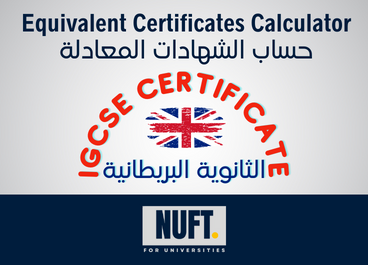 Equivalent Certificates Calculator
حساب الشهادات المعادلة
IGCSE CERTIFICATE
الثانوية البريطانية
NUFT.
FOR UNIVERSITIES